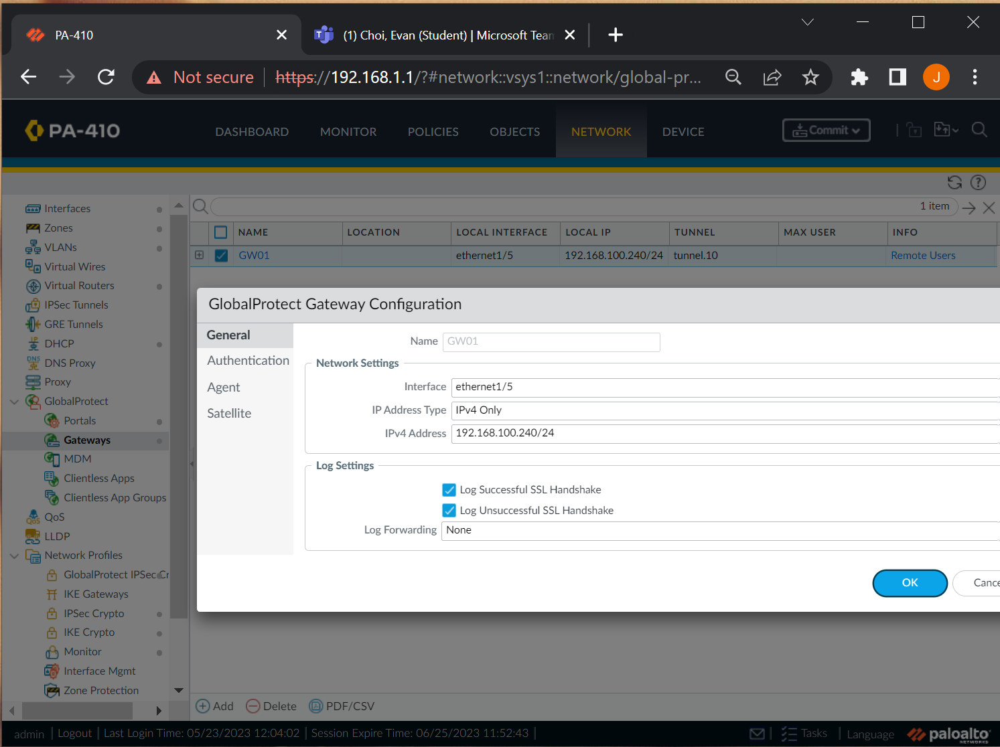 PA-410
(1) Choi, Evan (Student) | Microsoft Team
Not secure
https://192.168.1.1/?#network::vsys1::network/global-pr...
J
PA-410
DASHBOARD
MONITOR
POLICIES
OBJECTS
NETWORK
DEVICE
Commit
1 item
Interfaces
Zones
VLANs
Virtual Wires
Virtual Routers
IPSec Tunnels
GRE Tunnels
DHCP
DNS Proxy
Proxy
GlobalProtect
Portals
Gateways
MDM
Clientless Apps
Clientless App Groups
QoS
LLDP
Network Profiles
GlobalProtect IPSec Cr
IKE Gateways
IPSec Crypto
IKE Crypto
Monitor
Interface Mgmt
Zone Protection
NAME LOCATION LOCAL INTERFACE LOCAL IP TUNNEL MAX USER INFO
GW01 ethernet1/5 192.168.100.240/24 tunnel.10 Remote Users
GlobalProtect Gateway Configuration
General
Authentication
Agent
Satellite
Name GW01
Network Settings
Interface ethernet1/5
IP Address Type IPv4 Only
IPv4 Address 192.168.100.240/24
Log Settings
Log Successful SSL Handshake
Log Unsuccessful SSL Handshake
Log Forwarding None
OK
Cance
Add Delete PDF/CSV
admin | Logout | Last Login Time: 05/23/2023 12:04:02 | Session Expire Time: 06/25/2023 11:52:43 |
| Tasks | Language
paloalto
NETWORKS